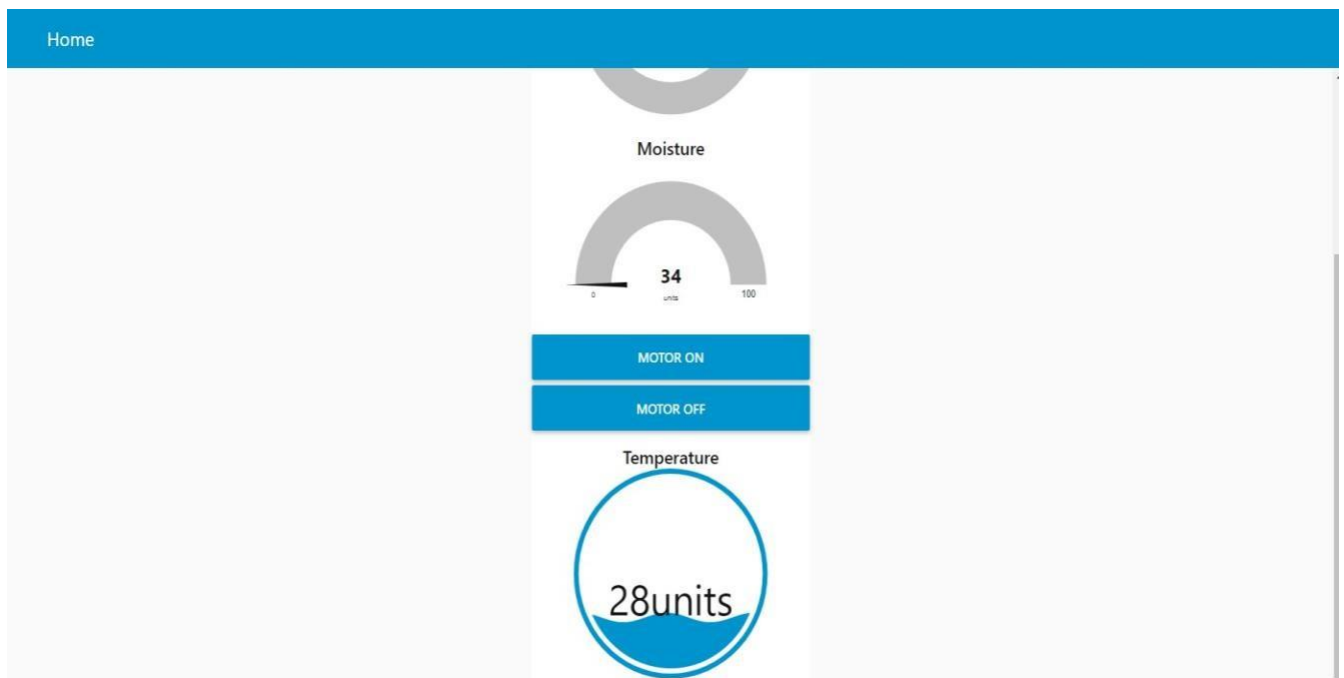 Home
Moisture
34
0 units 100
MOTOR ON
MOTOR OFF
Temperature
28units